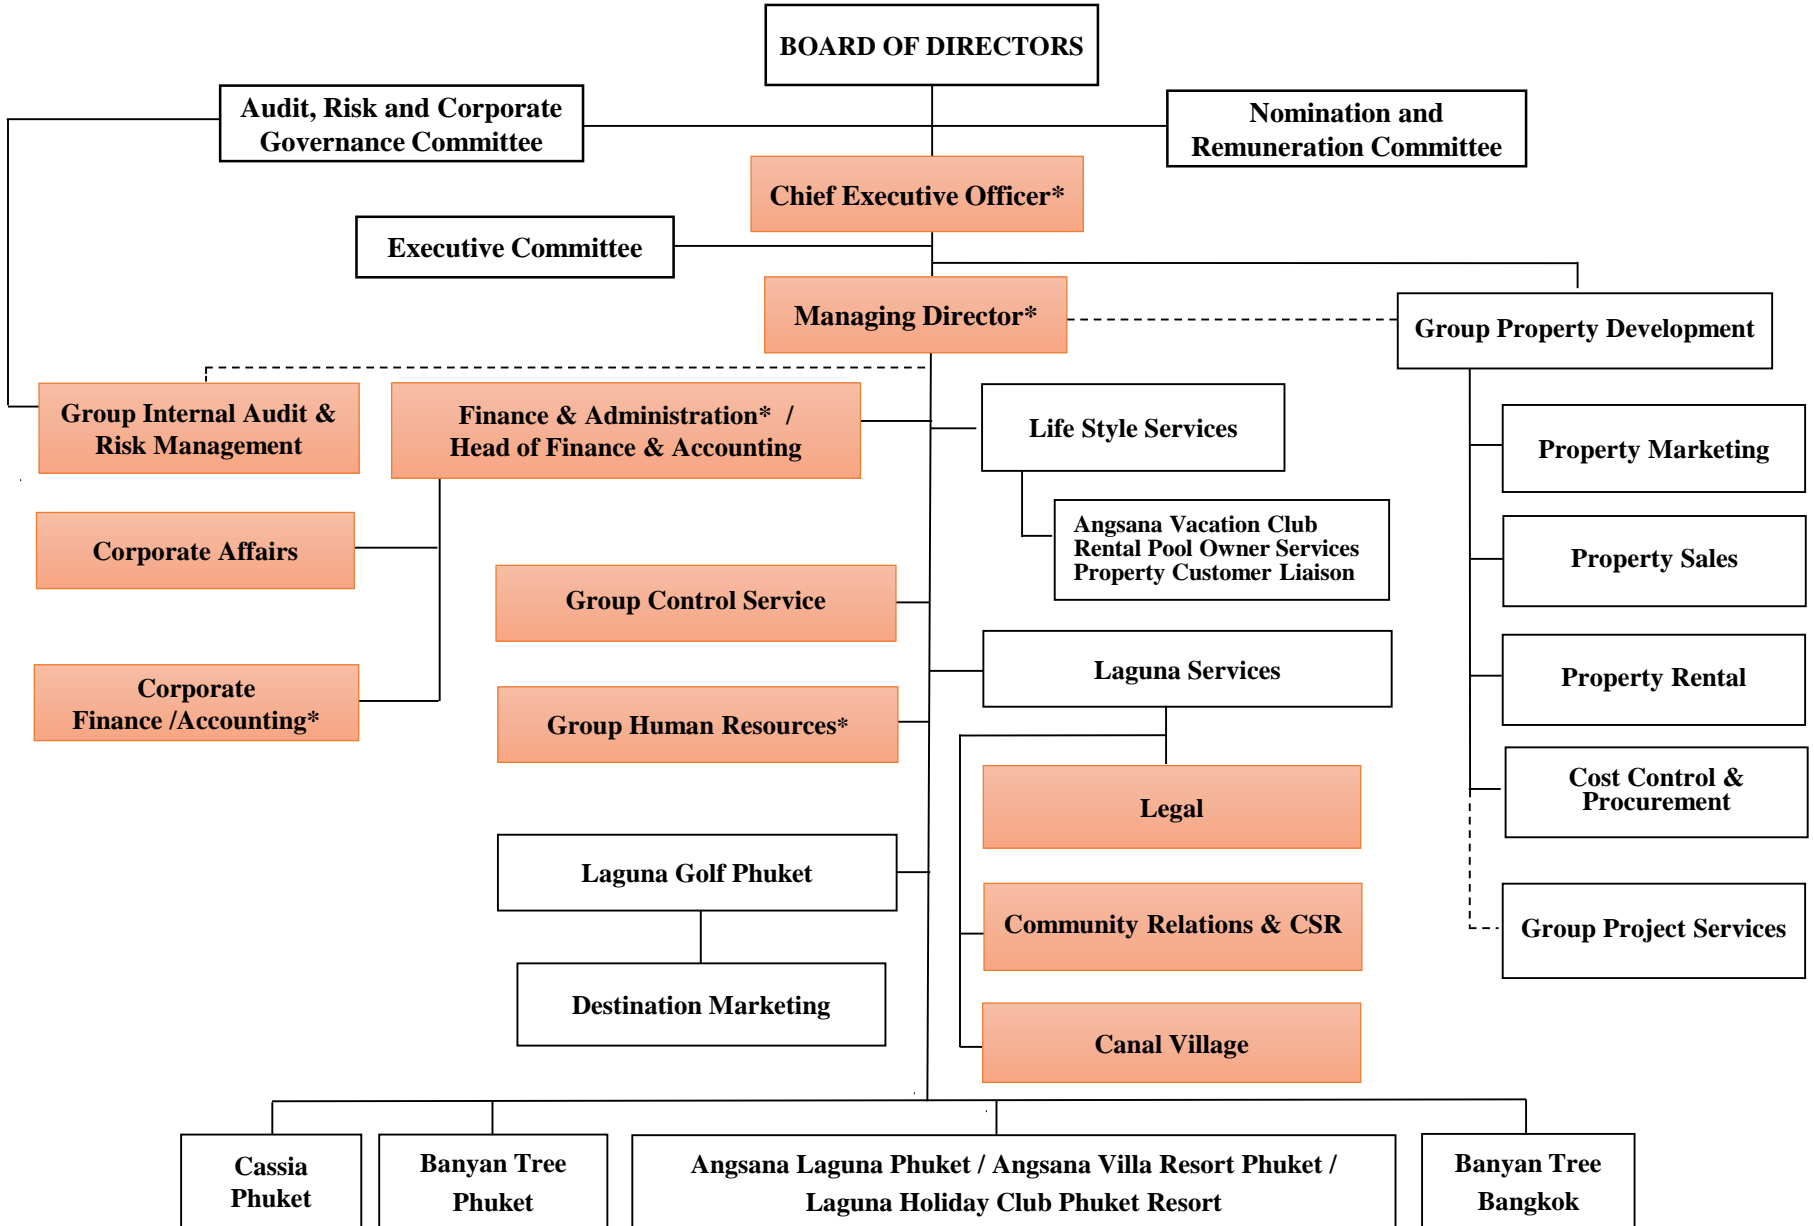 BOARD OF DIRECTORS
Audit, Risk and Corporate
Governance Committee
Nomination and
Remuneration Committee
Chief Executive Officer*
Executive Committee
Managing Director*
Group Property Development
Group Internal Audit &
Risk Management
Finance & Administration* /
Head of Finance & Accounting
Life Style Services
Property Marketing
Angsana Vacation Club
Rental Pool Owner Services
Property Customer Liaison
Corporate Affairs
Property Sales
Group Control Service
Laguna Services
Property Rental
Corporate
Finance /Accounting*
Group Human Resources*
Legal
Cost Control &
Procurement
Laguna Golf Phuket
Community Relations & CSR
Group Project Services
Destination Marketing
Canal Village
Cassia
Phuket
Banyan Tree
Phuket
Angsana Laguna Phuket / Angsana Villa Resort Phuket /
Laguna Holiday Club Phuket Resort
Banyan Tree
Bangkok